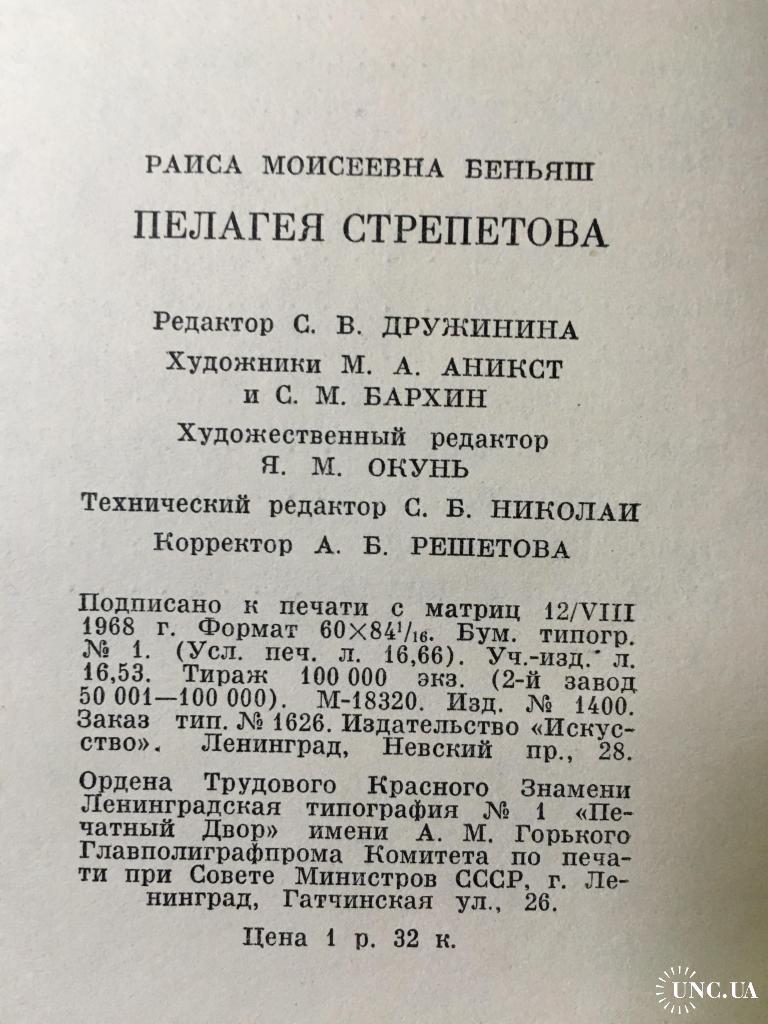 РАИСА МОИСЕЕВНА БЕНЬЯШ
ПЕЛАГЕЯ СТРЕПЕТОВА
Редактор С. В. ДРУЖИНИНА
Художники М. А. АНИКСТ
и С. М. БАРХИН
Художественный редактор
Я. М. ОКУНЬ
Технический редактор С. Б. НИКОЛАИ
Корректор А. Б. РЕШЕТОВА
Подписано к печати с матриц 12/VIII
1968 г. Формат 60×84¹/₁₆. Бум. типогр.
№ 1. (Усл. печ. л. 16,66). Уч.-изд. л.
16,53. Тираж 100 000 экз. (2-й завод
50 001—100 000). М-18320. Изд. № 1400.
Заказ тип. № 1626. Издательство «Искус-
ство». Ленинград, Невский пр., 28.
Ордена Трудового Красного Знамени
Ленинградская типография № 1 «Пе-
чатный Двор» имени А. М. Горького
Главполиграфпрома Комитета по печа-
ти при Совете Министров СССР, г. Ле-
нинград, Гатчинская ул., 26.
Цена 1 р. 32 к.
UNC.UA